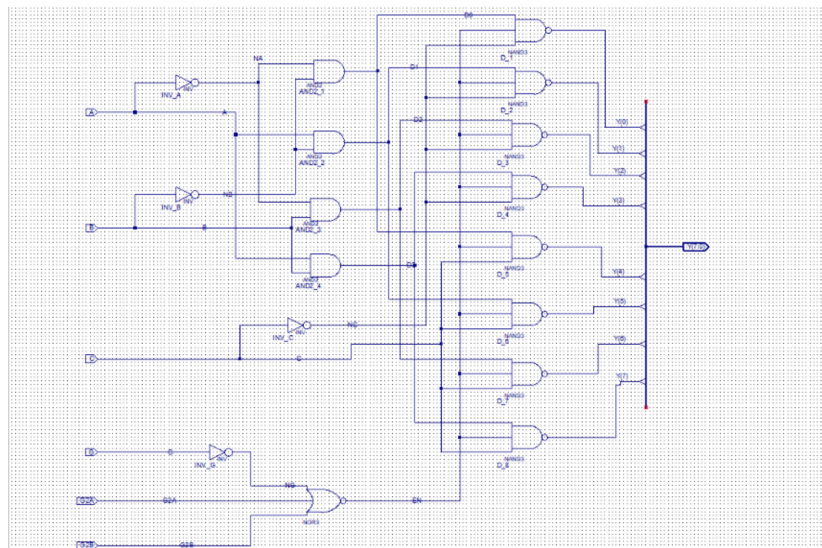 D0
NAND3
D_1
NA
AND2
AND2_1
D1
NAND3
D_2
INV
INV_A
A
A
D2
Y(0)
AND2
AND2_2
NAND3
D_3
Y(1)
Y(2)
INV
INV_B
NB
NAND3
D_4
Y(3)
B
B
AND2
AND2_3
Y(7:0)
D3
NAND3
D_5
Y(4)
AND2
AND2_4
Y(5)
INV
INV_C
NC
NAND3
D_6
Y(6)
C
C
Y(7)
NAND3
D_7
G
G
INV
INV_G
NAND3
D_8
NG
G2A
G2A
EN
NOR3
G2B
G2B